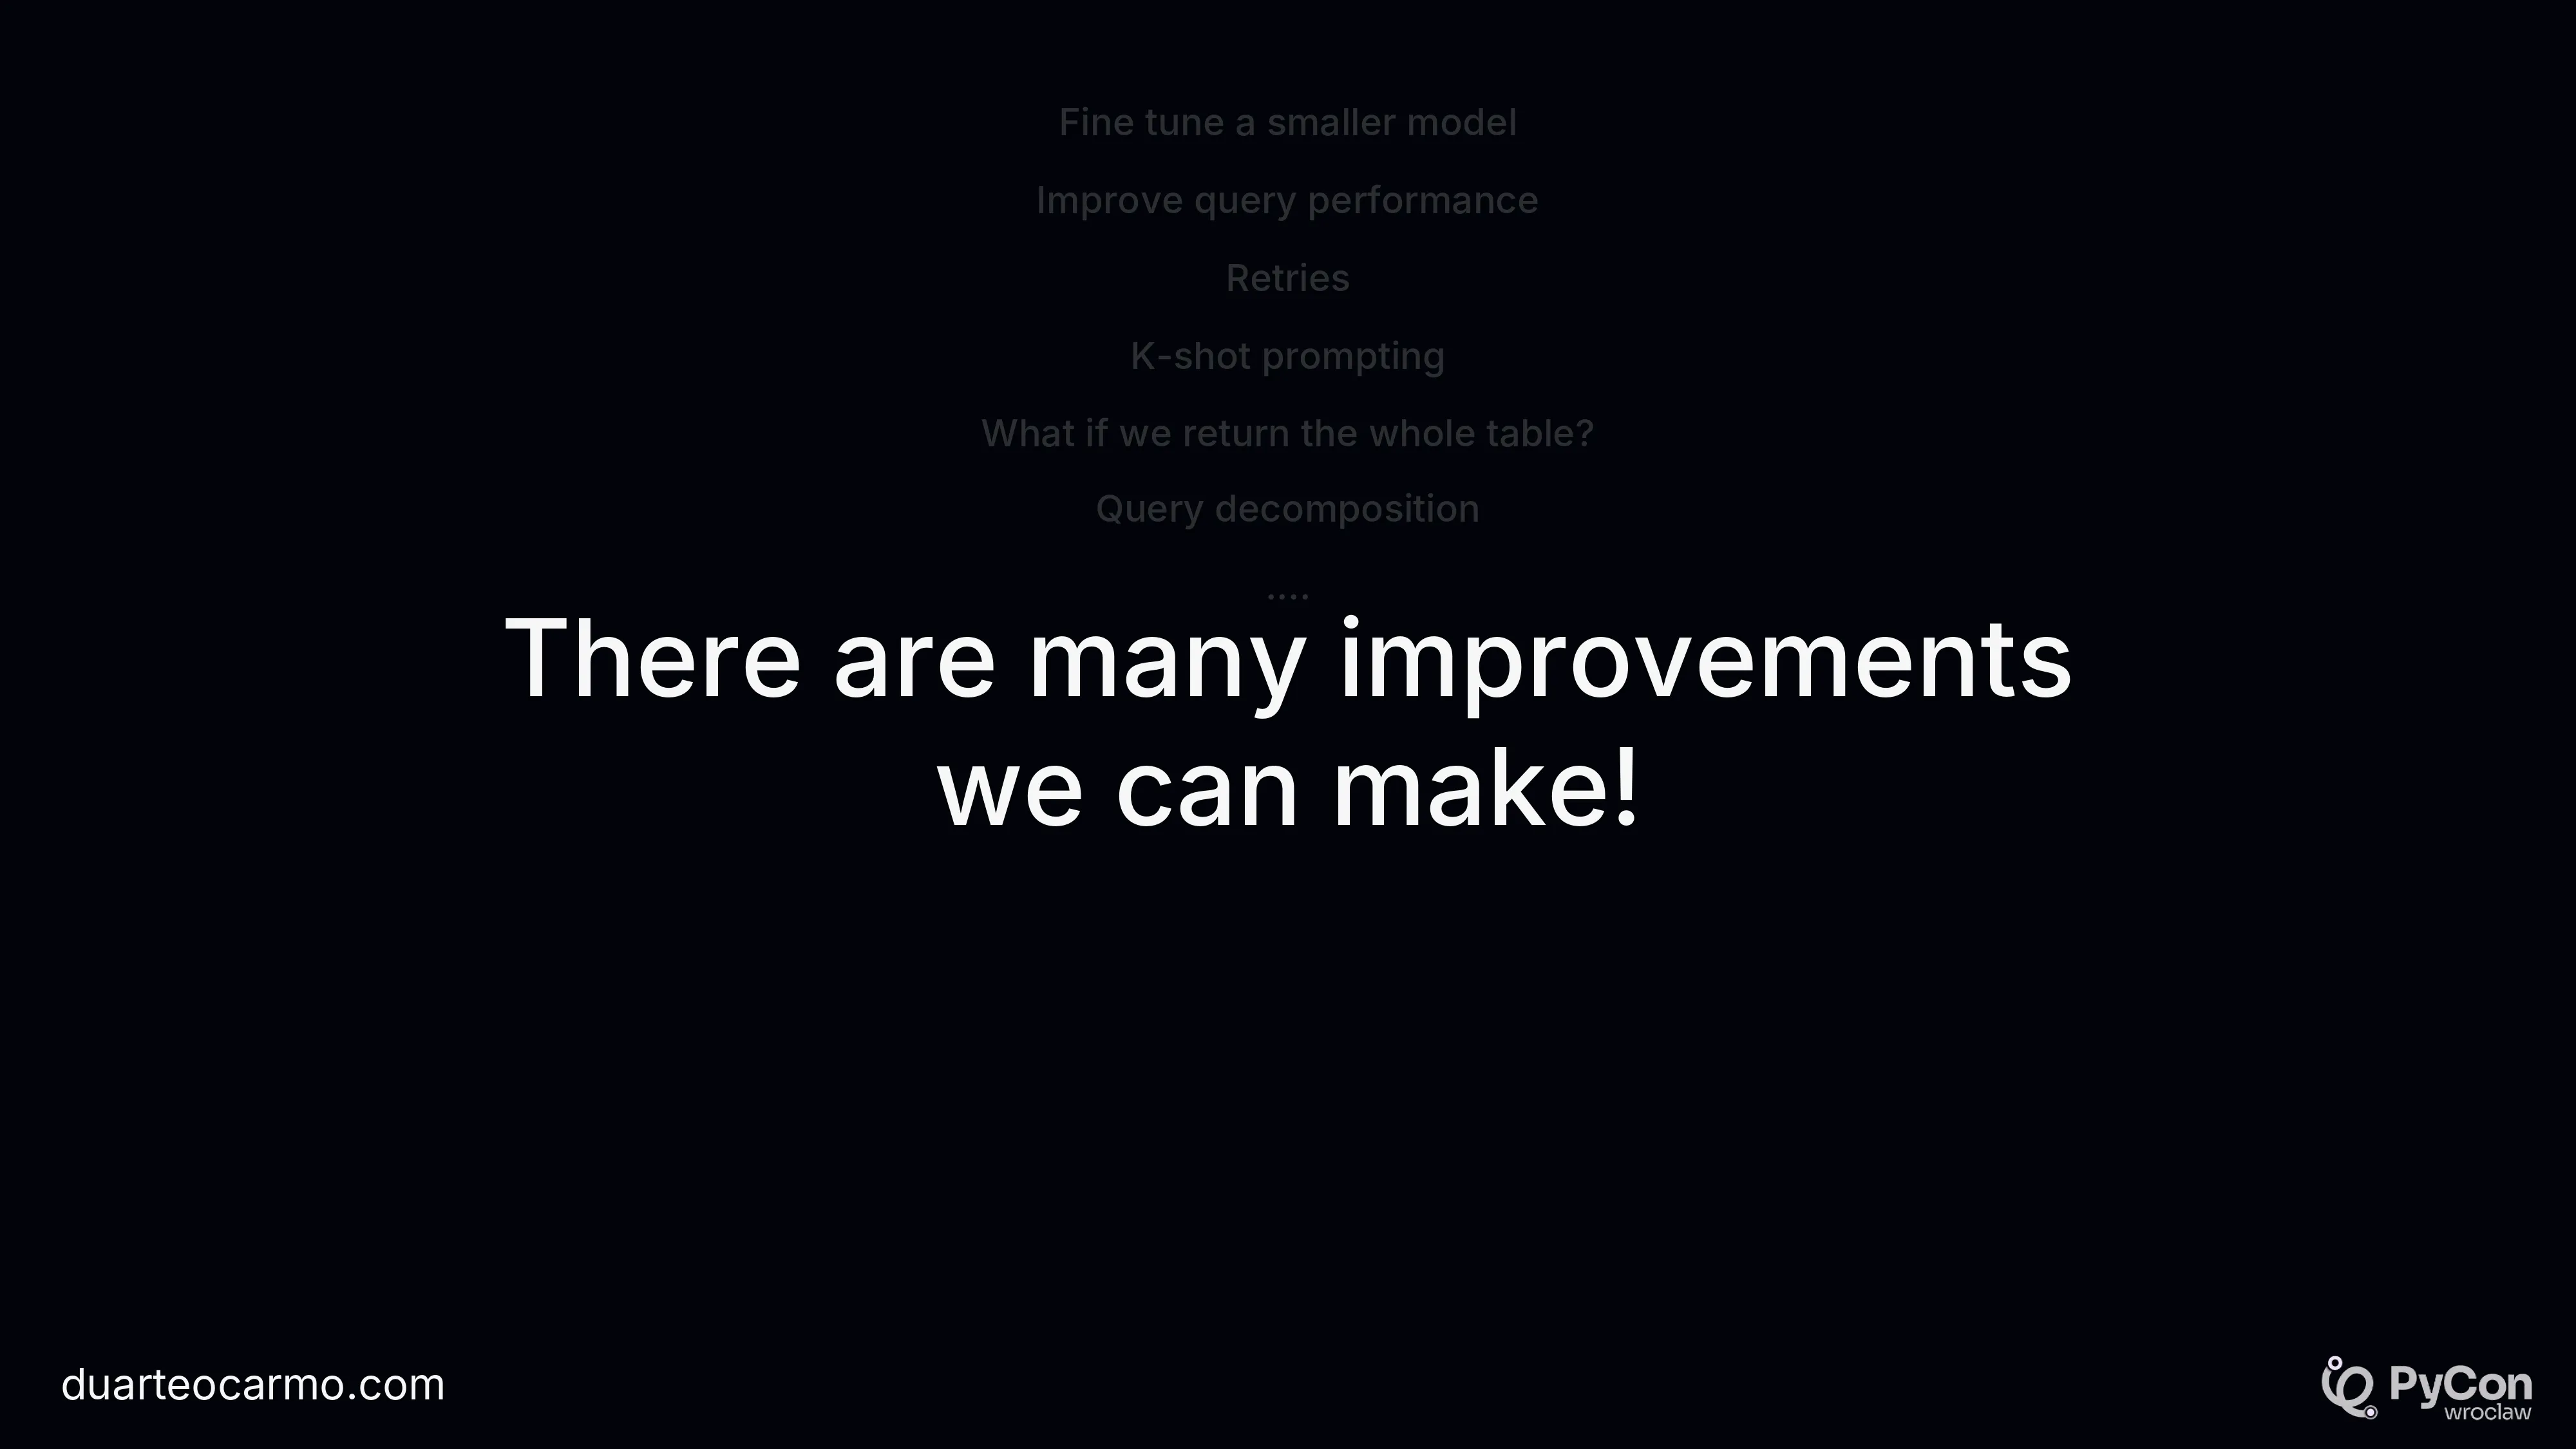 Fine tune a smaller model
Improve query performance
Retries
K-shot prompting
What if we return the whole table?
Query decomposition
....
There are many improvements
we can make!
duarteocarmo.com
PyCon
wroclaw